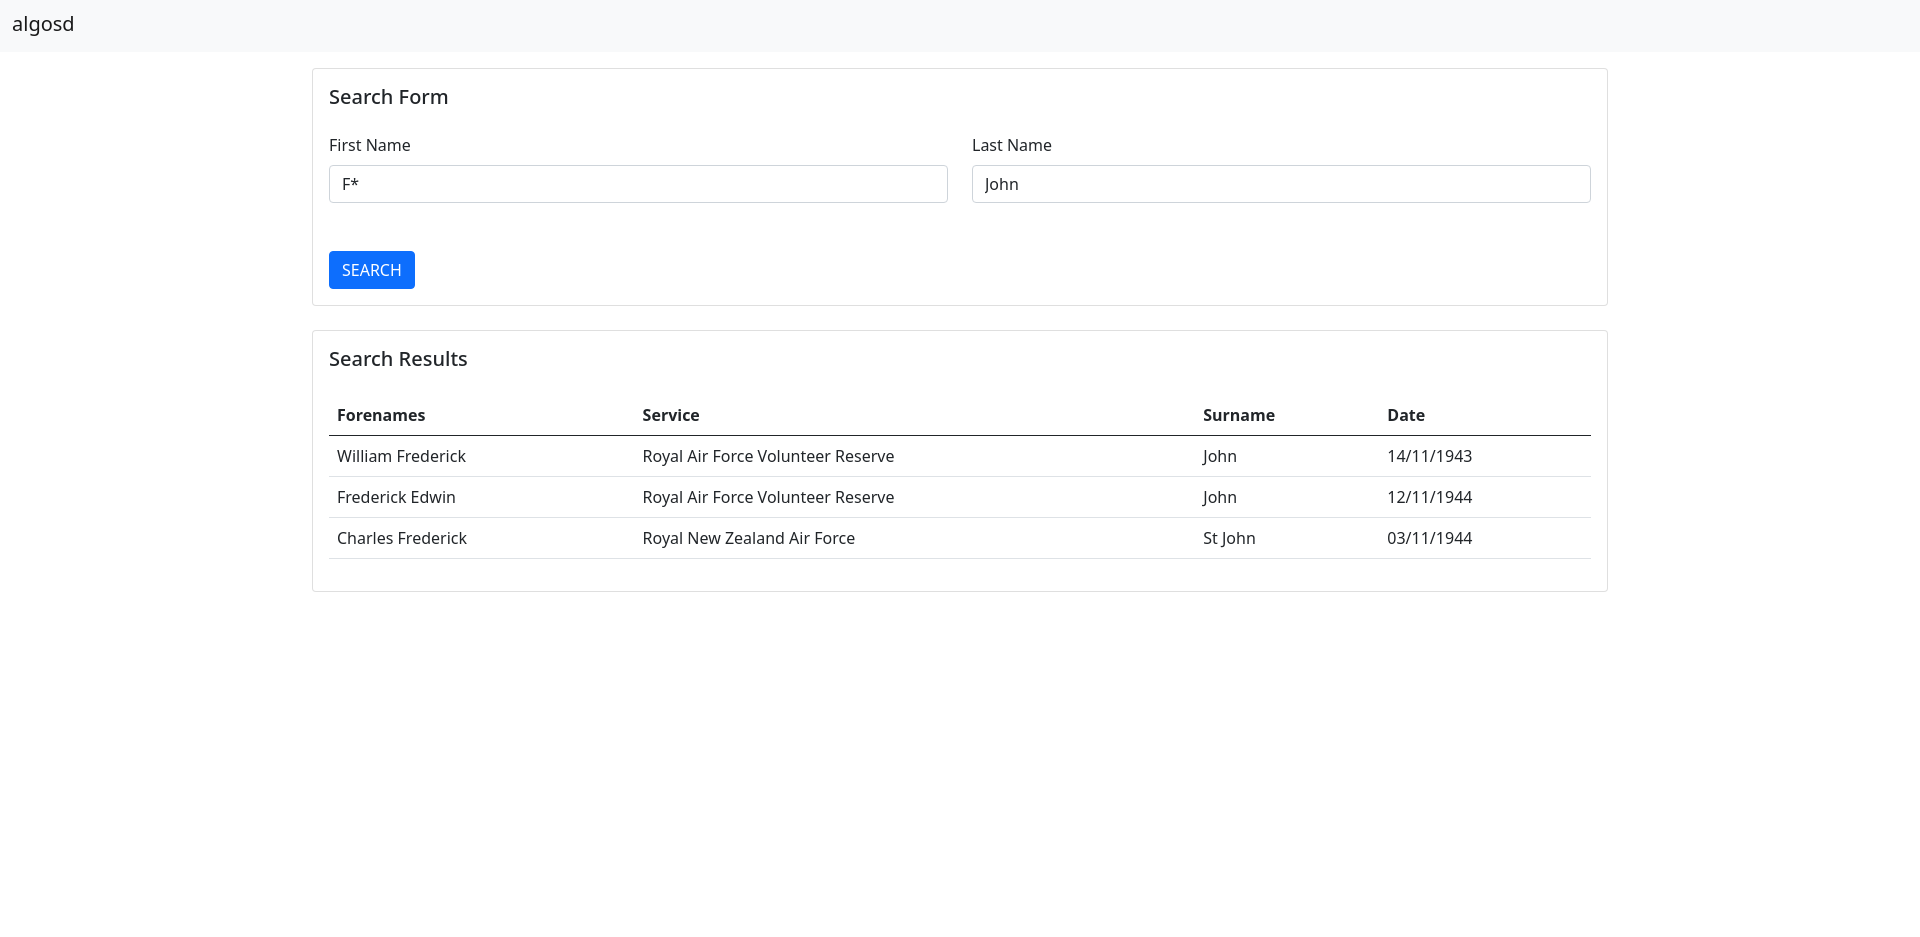 algosd
Search Form
First Name Last Name
F* John
SEARCH
Search Results
Forenames Service Surname Date
William Frederick Royal Air Force Volunteer Reserve John 14/11/1943
Frederick Edwin Royal Air Force Volunteer Reserve John 12/11/1944
Charles Frederick Royal New Zealand Air Force St John 03/11/1944